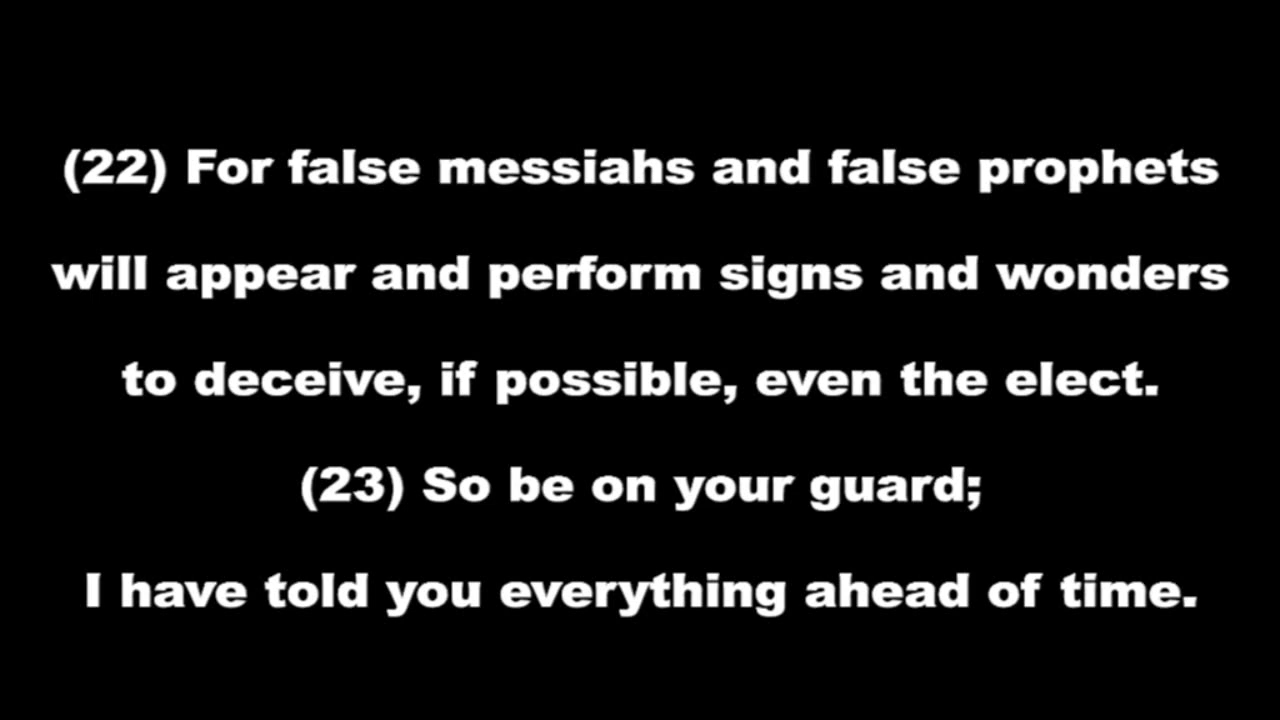 (22) For false messiahs and false prophets
will appear and perform signs and wonders
to deceive, if possible, even the elect.
(23) So be on your guard;
I have told you everything ahead of time.